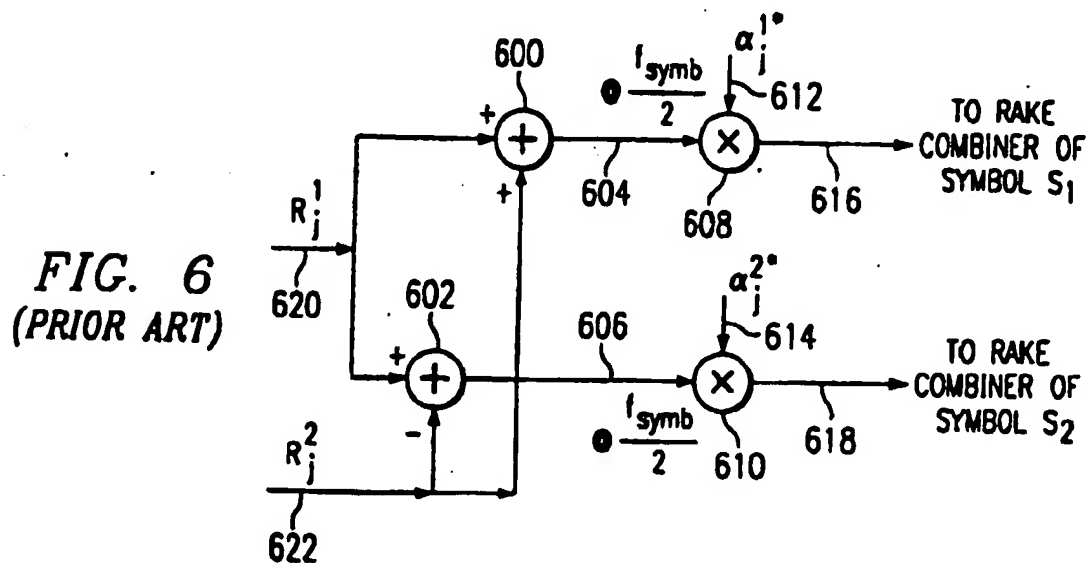 600
α_j^{1*}
f_symb
2
@
612
TO RAKE
COMBINER OF
SYMBOL S_1
+
+
+
×
604
608
616
R_j^1
620
FIG. 6
(PRIOR ART)
602
606
α_j^{2*}
614
+
+
-
×
TO RAKE
COMBINER OF
SYMBOL S_2
@
f_symb
2
610
618
R_j^2
622